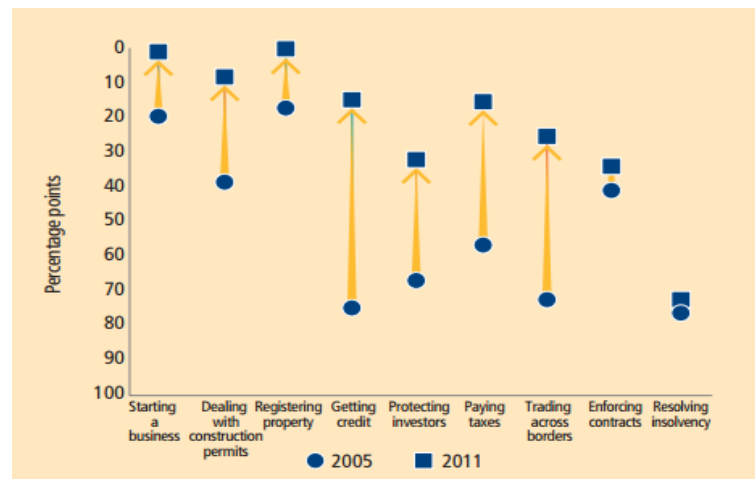 Percentage points
0
10
20
30
40
50
60
70
80
90
100
Starting
a
business
Dealing
with
construction
permits
Registering
property
Getting
credit
Protecting
investors
Paying
taxes
Trading
across
borders
Enforcing
contracts
Resolving
insolvency
2005
2011